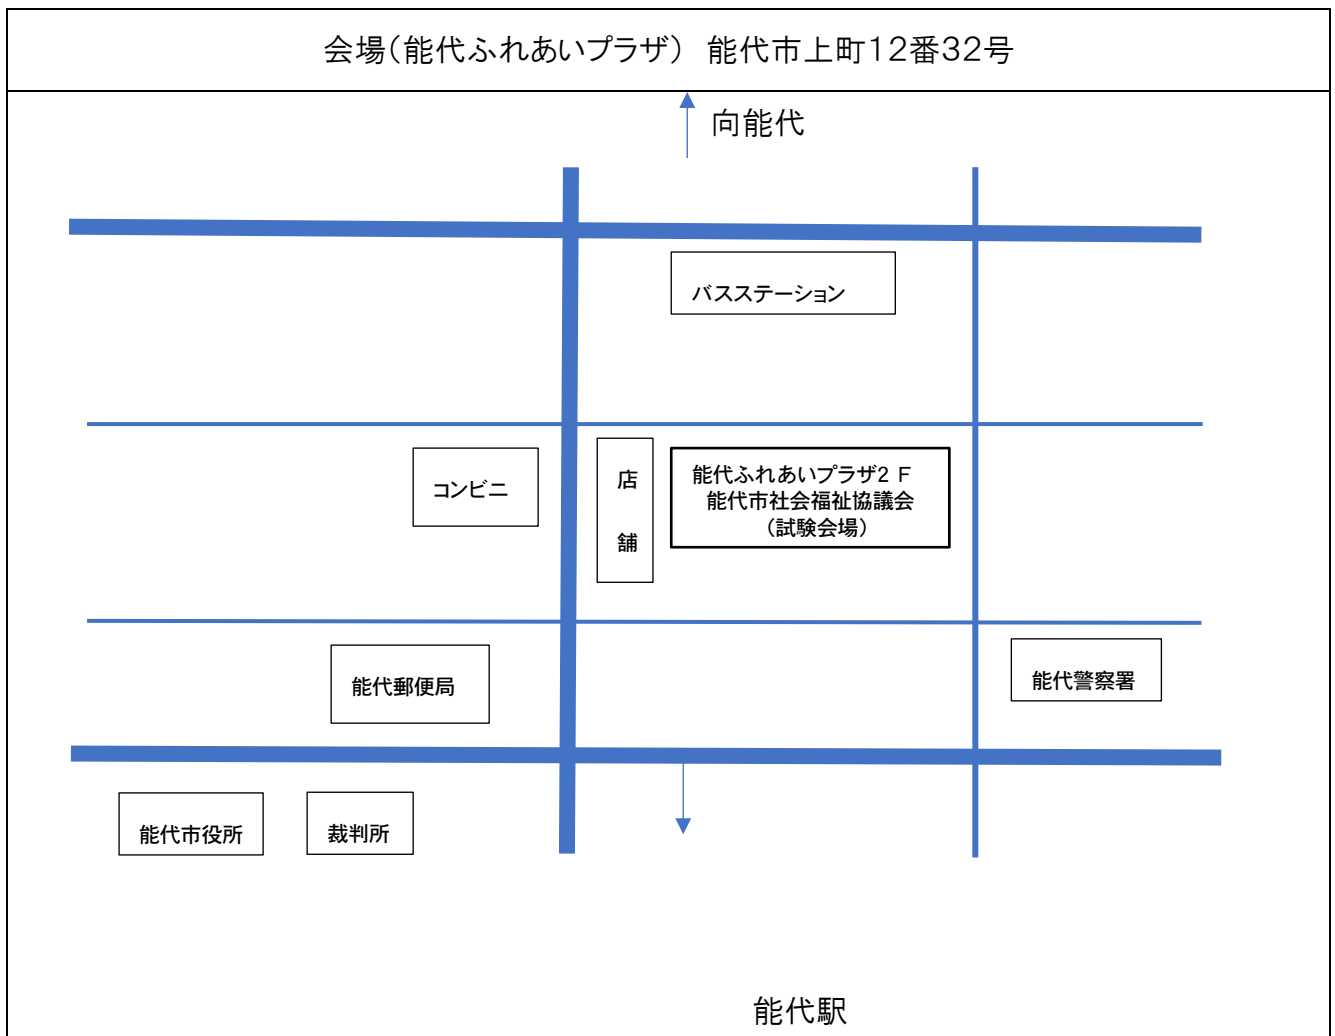 会場（能代ふれあいプラザ） 能代市上町12番32号
向能代
バスステーション
コンビニ
店
舗
能代ふれあいプラザ2 F
能代市社会福祉協議会
（試験会場）
能代郵便局
能代警察署
能代市役所
裁判所
能代駅